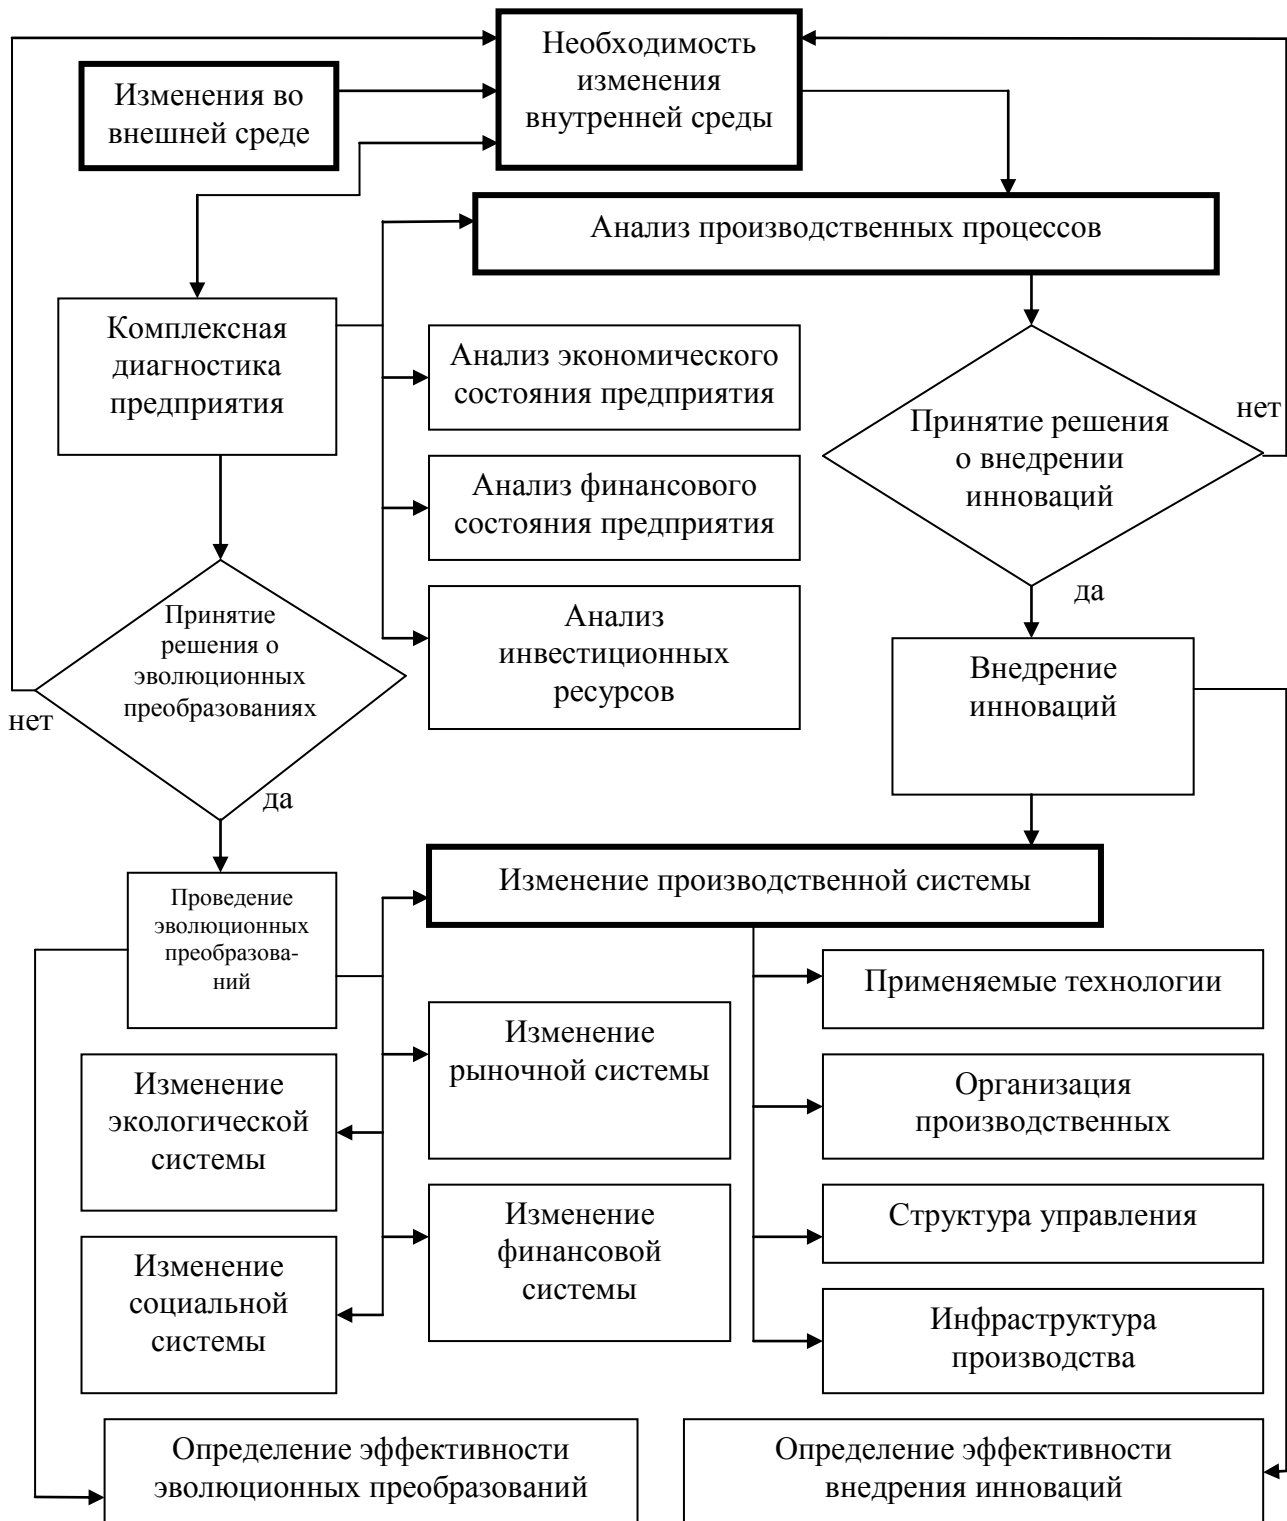 Необходимость
изменения
внутренней среды
Изменения во
внешней среде
Анализ производственных процессов
Комплексная
диагностика
предприятия
Анализ экономического
состояния предприятия
Принятие решения
о внедрении
инноваций
нет
Анализ финансового
состояния предприятия
да
Принятие
решения о
эволюционных
преобразованиях
нет
да
Анализ
инвестиционных
ресурсов
Внедрение
инноваций
Изменение производственной системы
Проведение
эволюционных
преобразова-
ний
Применяемые технологии
Изменение
рыночной системы
Изменение
экологической
системы
Организация
производственных
Изменение
финансовой
системы
Структура управления
Изменение
социальной
системы
Инфраструктура
производства
Определение эффективности
эволюционных преобразований
Определение эффективности
внедрения инноваций